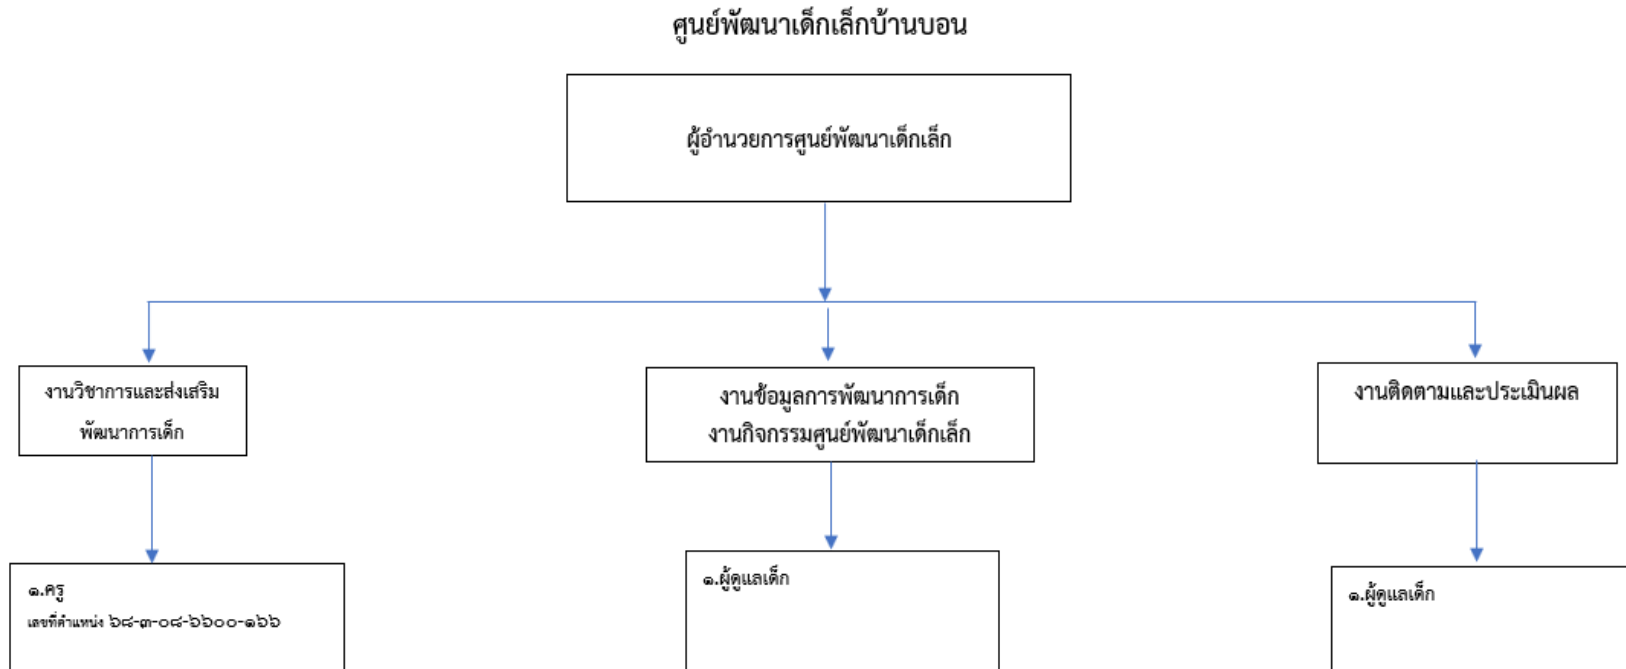 ศูนย์พัฒนาเด็กเล็กบ้านบอน
ผู้อำนวยการศูนย์พัฒนาเด็กเล็ก
งานวิชาการและส่งเสริม
พัฒนาการเด็ก
งานข้อมูลการพัฒนาการเด็ก
งานกิจกรรมศูนย์พัฒนาเด็กเล็ก
งานติดตามและประเมินผล
๑.ครู
เลขที่ตำแหน่ง ๖๘-๓-๐๘-๖๖๐๐-๑๖๖
๑.ผู้ดูแลเด็ก
๑.ผู้ดูแลเด็ก